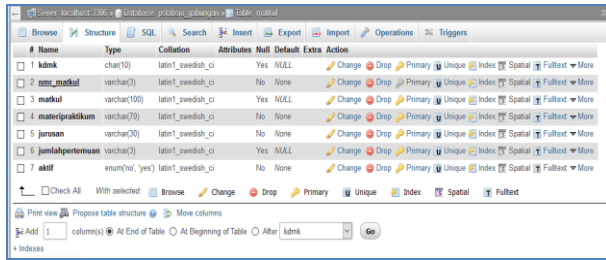 Server: localhost:3306 » Database: pstabsio_gabungan » Table: matkul
Browse Structure SQL Search Insert Export Import Operations Triggers
# Name Type Collation Attributes Null Default Extra Action
1 kdmk char(10) latin1_swedish_ci Yes NULL Change Drop Primary Unique Index Spatial Fulltext More
2 nmr_matkul varchar(3) latin1_swedish_ci No None Change Drop Primary Unique Index Spatial Fulltext More
3 matkul varchar(100) latin1_swedish_ci Yes NULL Change Drop Primary Unique Index Spatial Fulltext More
4 materipraktikum varchar(70) latin1_swedish_ci No None Change Drop Primary Unique Index Spatial Fulltext More
5 jurusan varchar(30) latin1_swedish_ci No None Change Drop Primary Unique Index Spatial Fulltext More
6 jumlahpertemuan varchar(3) latin1_swedish_ci Yes NULL Change Drop Primary Unique Index Spatial Fulltext More
7 aktif enum('no', 'yes') latin1_swedish_ci No None Change Drop Primary Unique Index Spatial Fulltext More
Check All With selected: Browse Change Drop Primary Unique Index Spatial Fulltext
Print view Propose table structure Move columns
Add 1 column(s) At End of Table At Beginning of Table After kdmk Go
+ Indexes